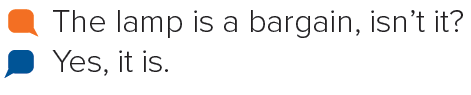 The lamp is a bargain, isn’t it?
Yes, it is.